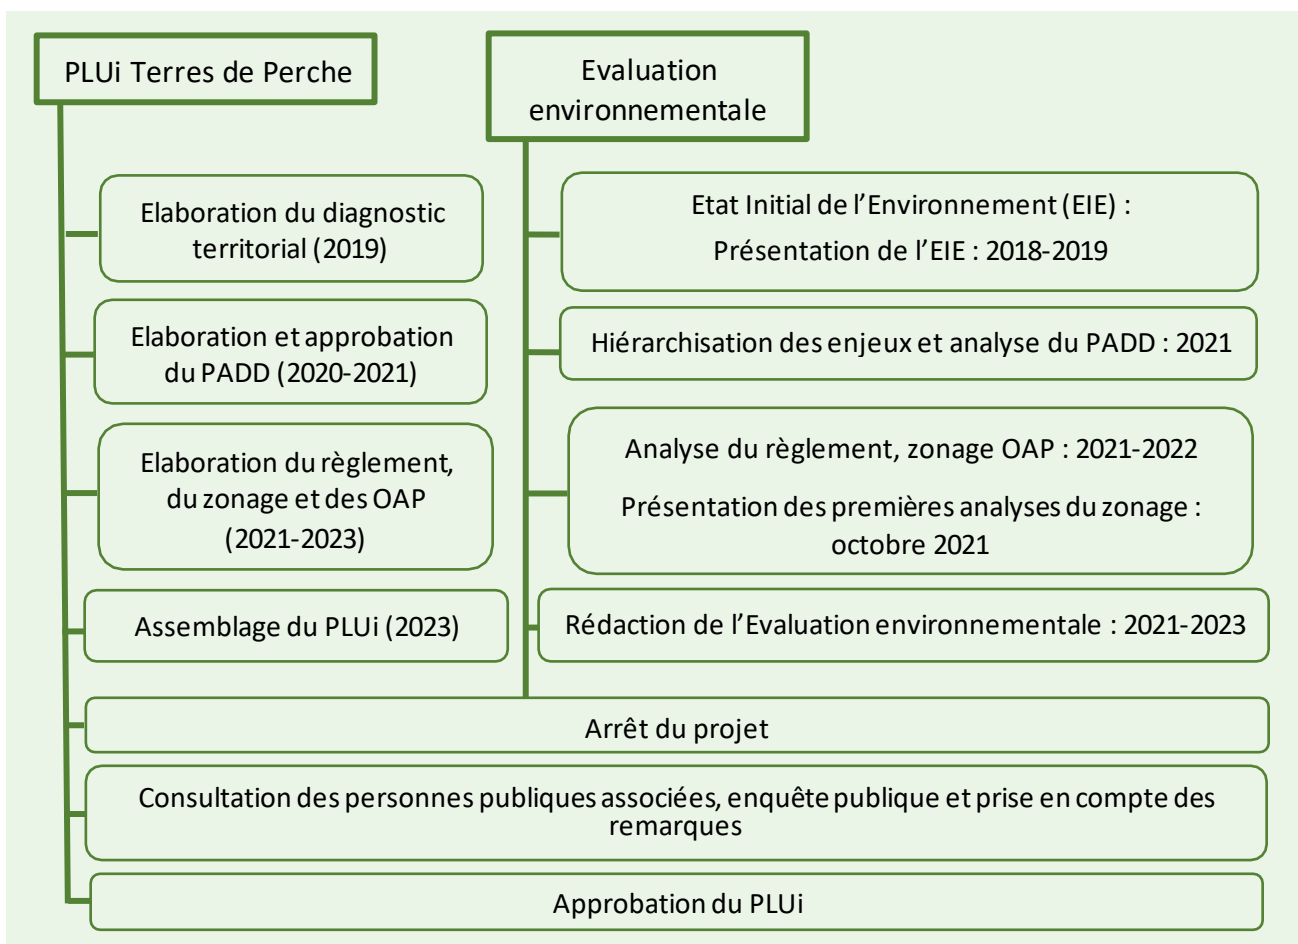 PLUi Terres de Perche
Evaluation
environnementale
Elaboration du diagnostic
territorial (2019)
Etat Initial de l’Environnement (EIE) :
Présentation de l’EIE : 2018-2019
Elaboration et approbation
du PADD (2020-2021)
Hiérarchisation des enjeux et analyse du PADD : 2021
Elaboration du règlement,
du zonage et des OAP
(2021-2023)
Analyse du règlement, zonage OAP : 2021-2022
Présentation des premières analyses du zonage :
octobre 2021
Assemblage du PLUi (2023)
Rédaction de l’Evaluation environnementale : 2021-2023
Arrêt du projet
Consultation des personnes publiques associées, enquête publique et prise en compte des
remarques
Approbation du PLUi